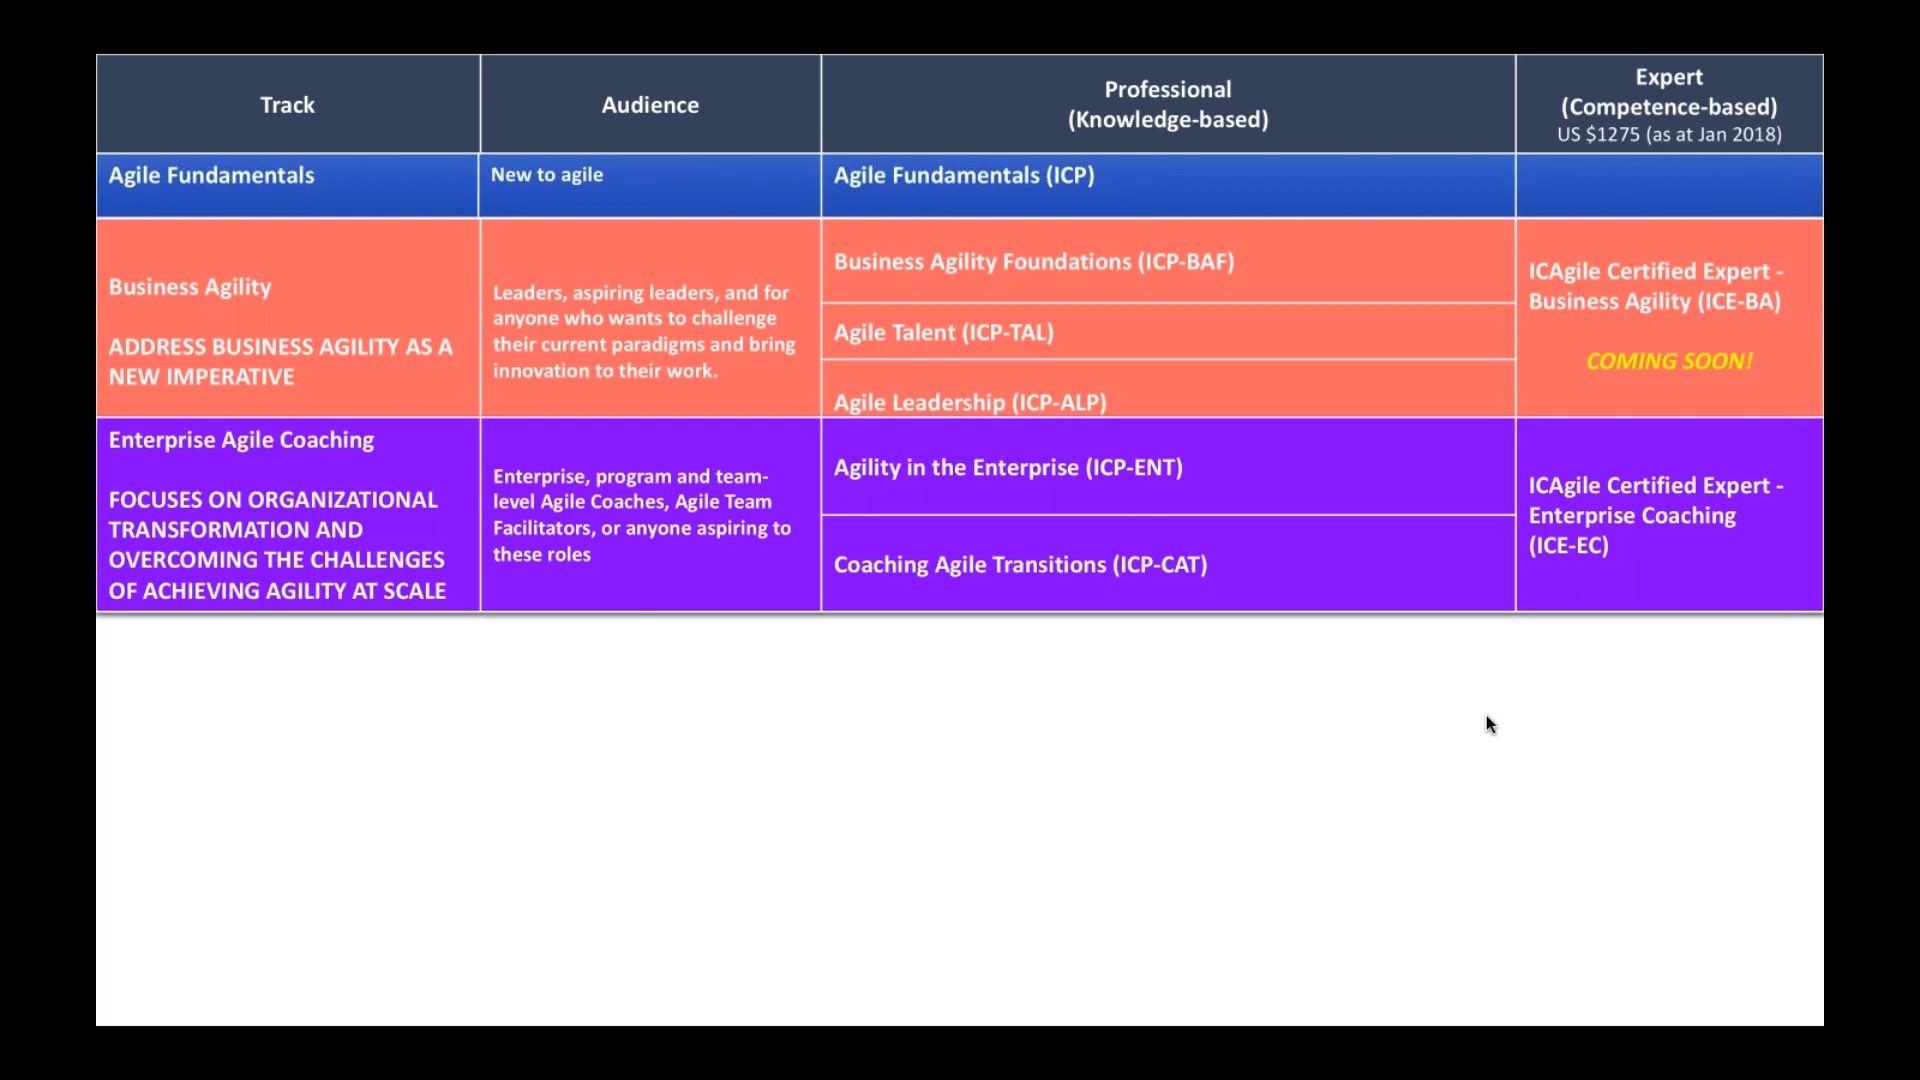 Track
Audience
Professional
(Knowledge-based)
Expert
(Competence-based)
US $1275 (as at Jan 2018)
Agile Fundamentals
New to agile
Agile Fundamentals (ICP)
Business Agility
ADDRESS BUSINESS AGILITY AS A
NEW IMPERATIVE
Leaders, aspiring leaders, and for
anyone who wants to challenge
their current paradigms and bring
innovation to their work.
Business Agility Foundations (ICP-BAF)
Agile Talent (ICP-TAL)
Agile Leadership (ICP-ALP)
ICAgile Certified Expert -
Business Agility (ICE-BA)
COMING SOON!
Enterprise Agile Coaching
FOCUSES ON ORGANIZATIONAL
TRANSFORMATION AND
OVERCOMING THE CHALLENGES
OF ACHIEVING AGILITY AT SCALE
Enterprise, program and team-
level Agile Coaches, Agile Team
Facilitators, or anyone aspiring to
these roles
Agility in the Enterprise (ICP-ENT)
Coaching Agile Transitions (ICP-CAT)
ICAgile Certified Expert -
Enterprise Coaching
(ICE-EC)